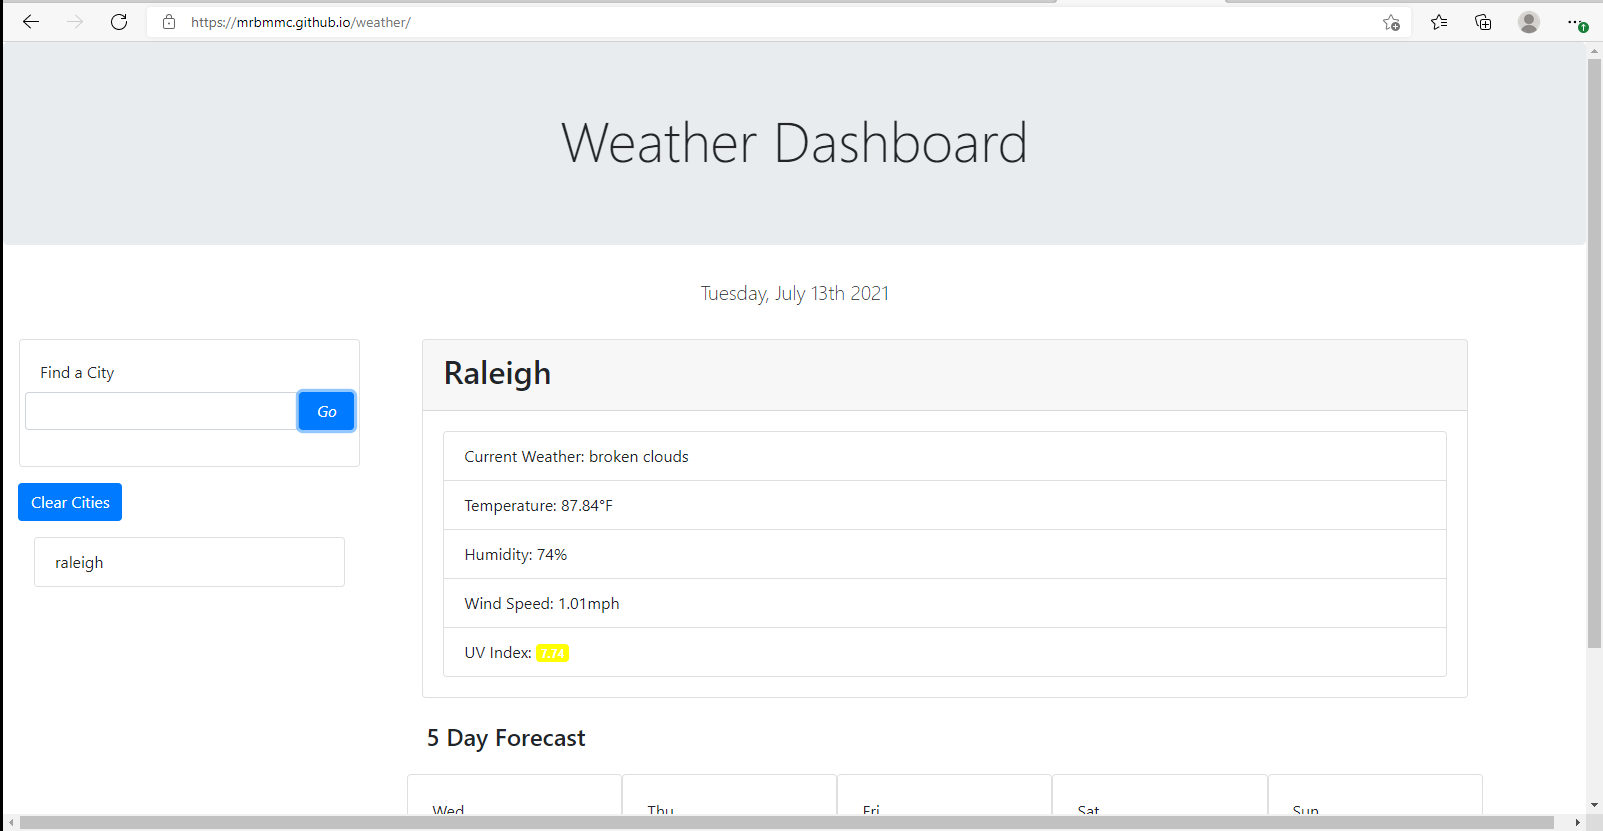 https://mrbmmc.github.io/weather/
Weather Dashboard
Tuesday, July 13th 2021
Find a City
Go
Clear Cities
raleigh
Raleigh
Current Weather: broken clouds
Temperature: 87.84°F
Humidity: 74%
Wind Speed: 1.01mph
UV Index:
5 Day Forecast
Wed Thu Fri Sat Sun